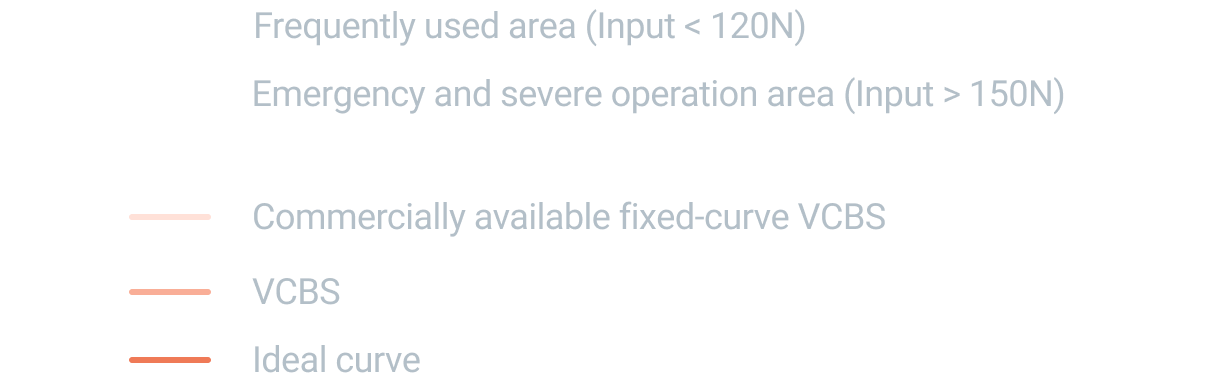 Frequently used area (Input < 120N)
Emergency and severe operation area (Input > 150N)
Commercially available fixed-curve VCBS
VCBS
Ideal curve